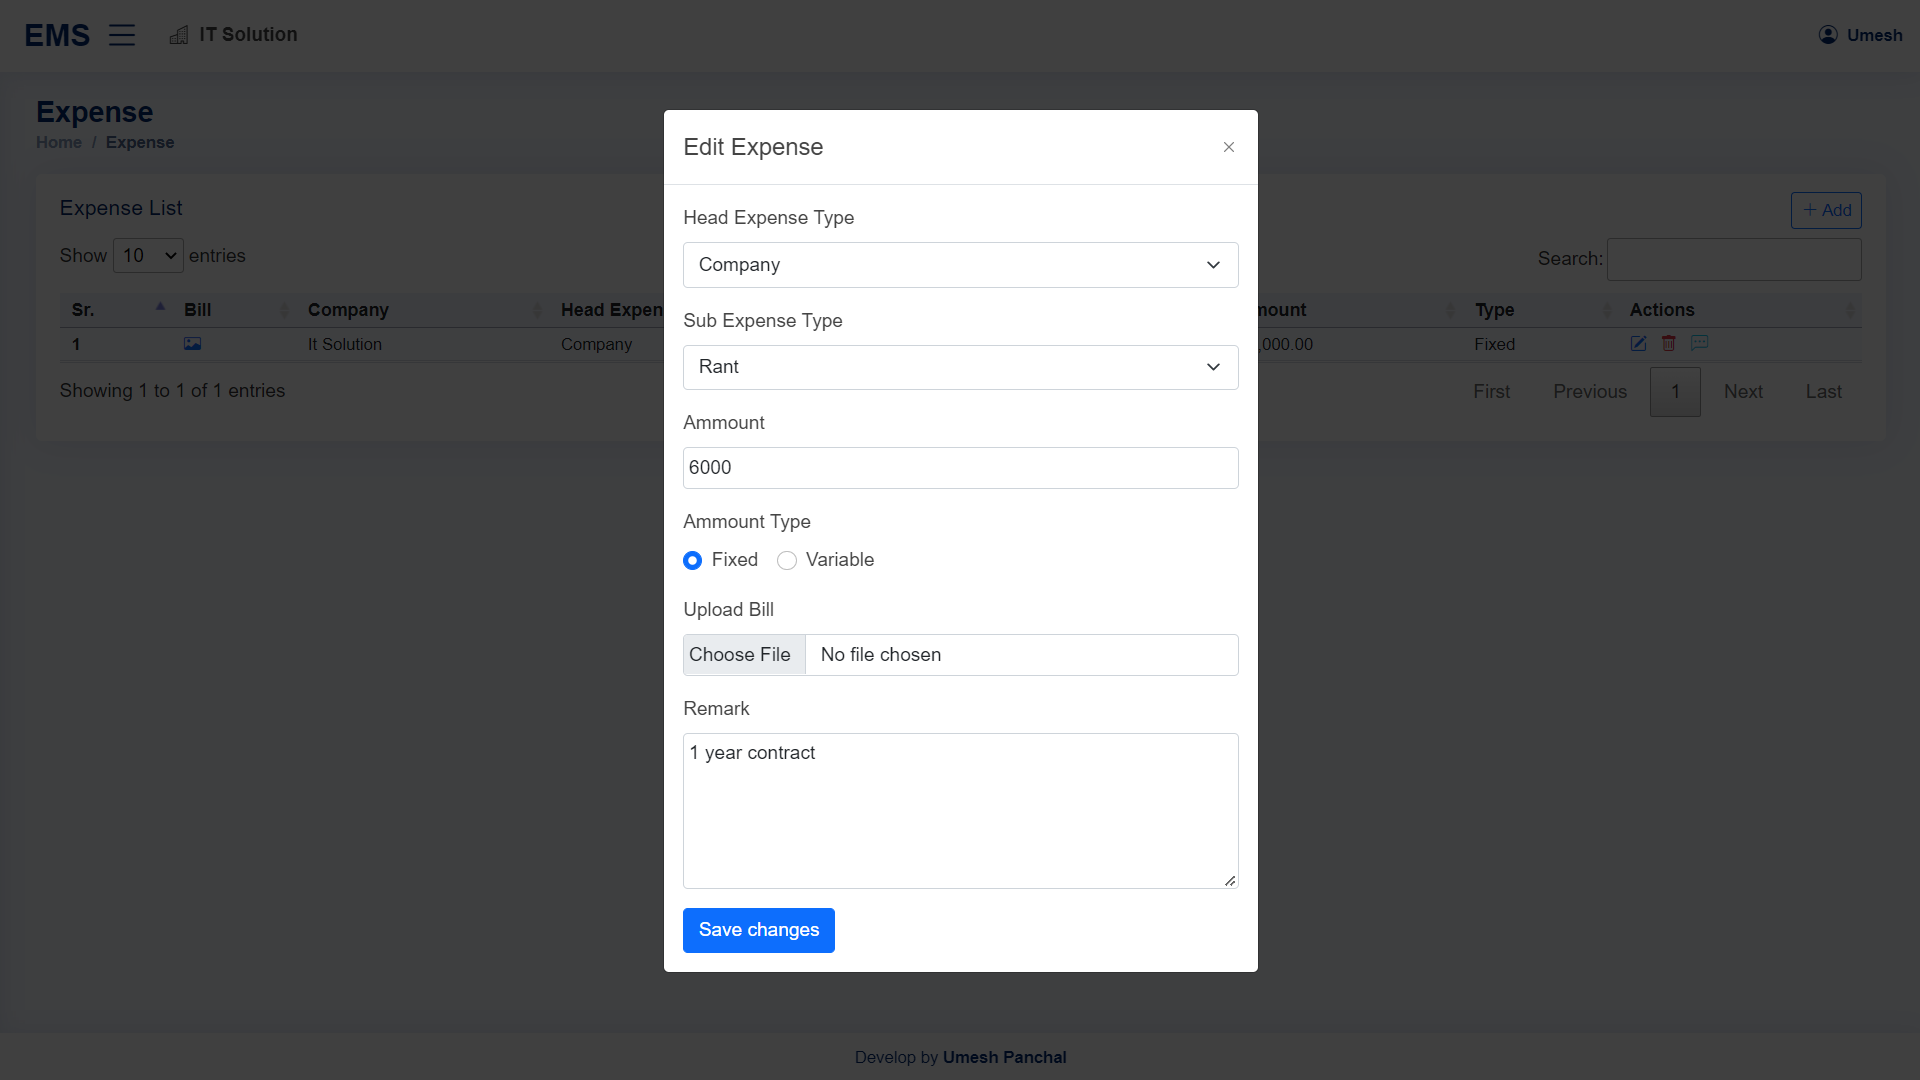 EMS
IT Solution
Umesh
Expense
Home / Expense
Expense List
+ Add
Show 10 entries
Search:
Sr. Bill Company Head Expen mount Type Actions
1 It Solution Company ,000.00 Fixed
Showing 1 to 1 of 1 entries
First Previous 1 Next Last
Edit Expense
Head Expense Type
Company
Sub Expense Type
Rant
Ammount
6000
Ammount Type
Fixed Variable
Upload Bill
Choose File No file chosen
Remark
1 year contract
Save changes
Develop by Umesh Panchal